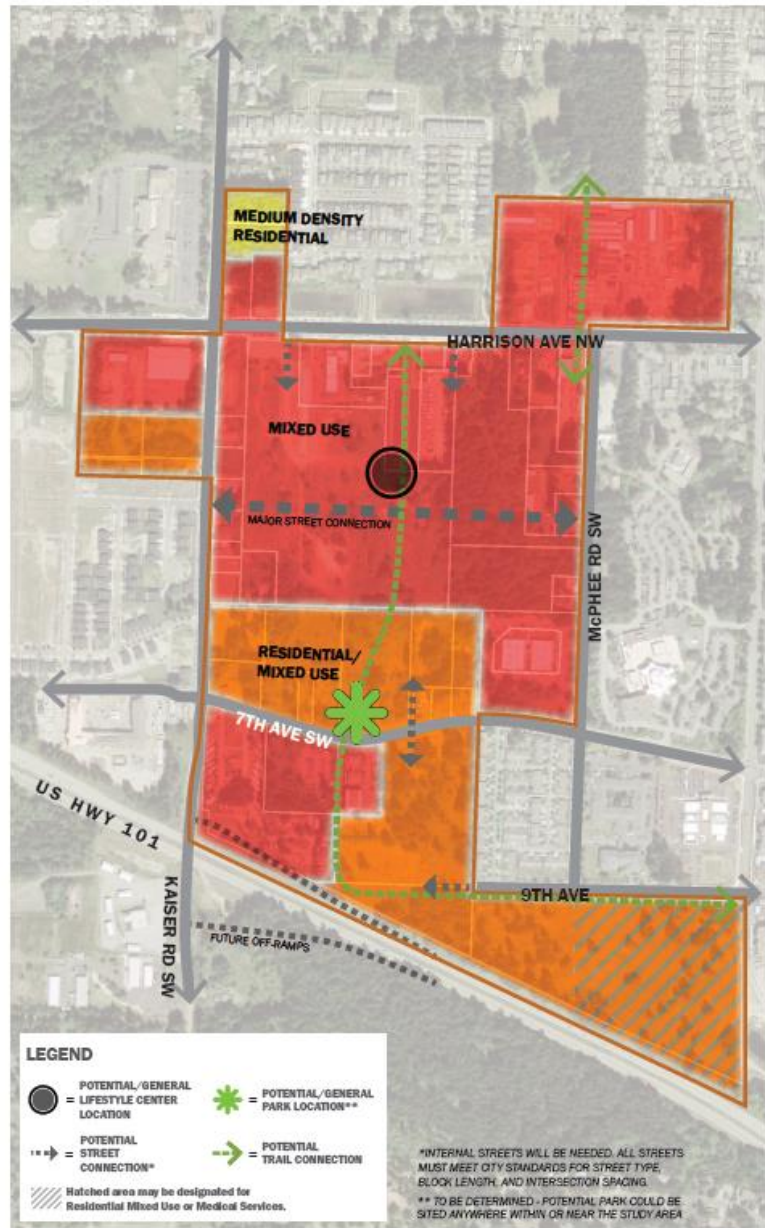 MEDIUM DENSITY
RESIDENTIAL
HARRISON AVE NW
MIXED USE
MAJOR STREET CONNECTION
McPHEE RD SW
RESIDENTIAL/
MIXED USE
7TH AVE SW
US HWY 101
KAISER RD SW
9TH AVE
FUTURE OFF-RAMPS
LEGEND
= POTENTIAL/GENERAL
LIFESTYLE CENTER
LOCATION
= POTENTIAL/GENERAL
PARK LOCATION**
= POTENTIAL
STREET
CONNECTION*
= POTENTIAL
TRAIL CONNECTION
Hatched area may be designated for
Residential Mixed Use or Medical Services.
*INTERNAL STREETS WILL BE NEEDED. ALL STREETS
MUST MEET CITY STANDARDS FOR STREET TYPE,
BLOCK LENGTH, AND INTERSECTION SPACING.
** TO BE DETERMINED - POTENTIAL PARK COULD BE
SITED ANYWHERE WITHIN OR NEAR THE STUDY AREA